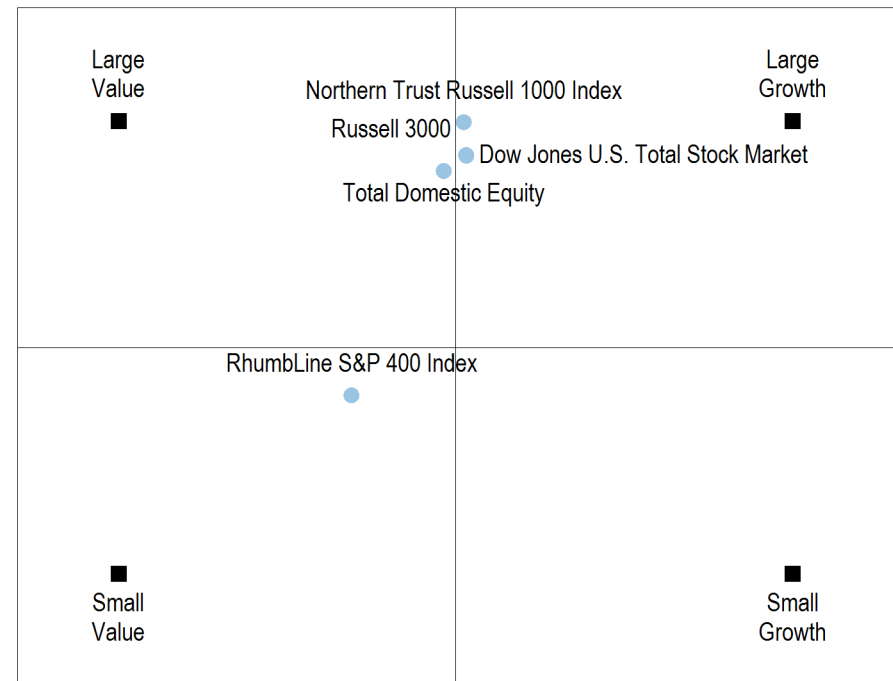 Large
Value
Large
Growth
Northern Trust Russell 1000 Index
Russell 3000
Dow Jones U.S. Total Stock Market
Total Domestic Equity
RhumbLine S&P 400 Index
Small
Value
Small
Growth